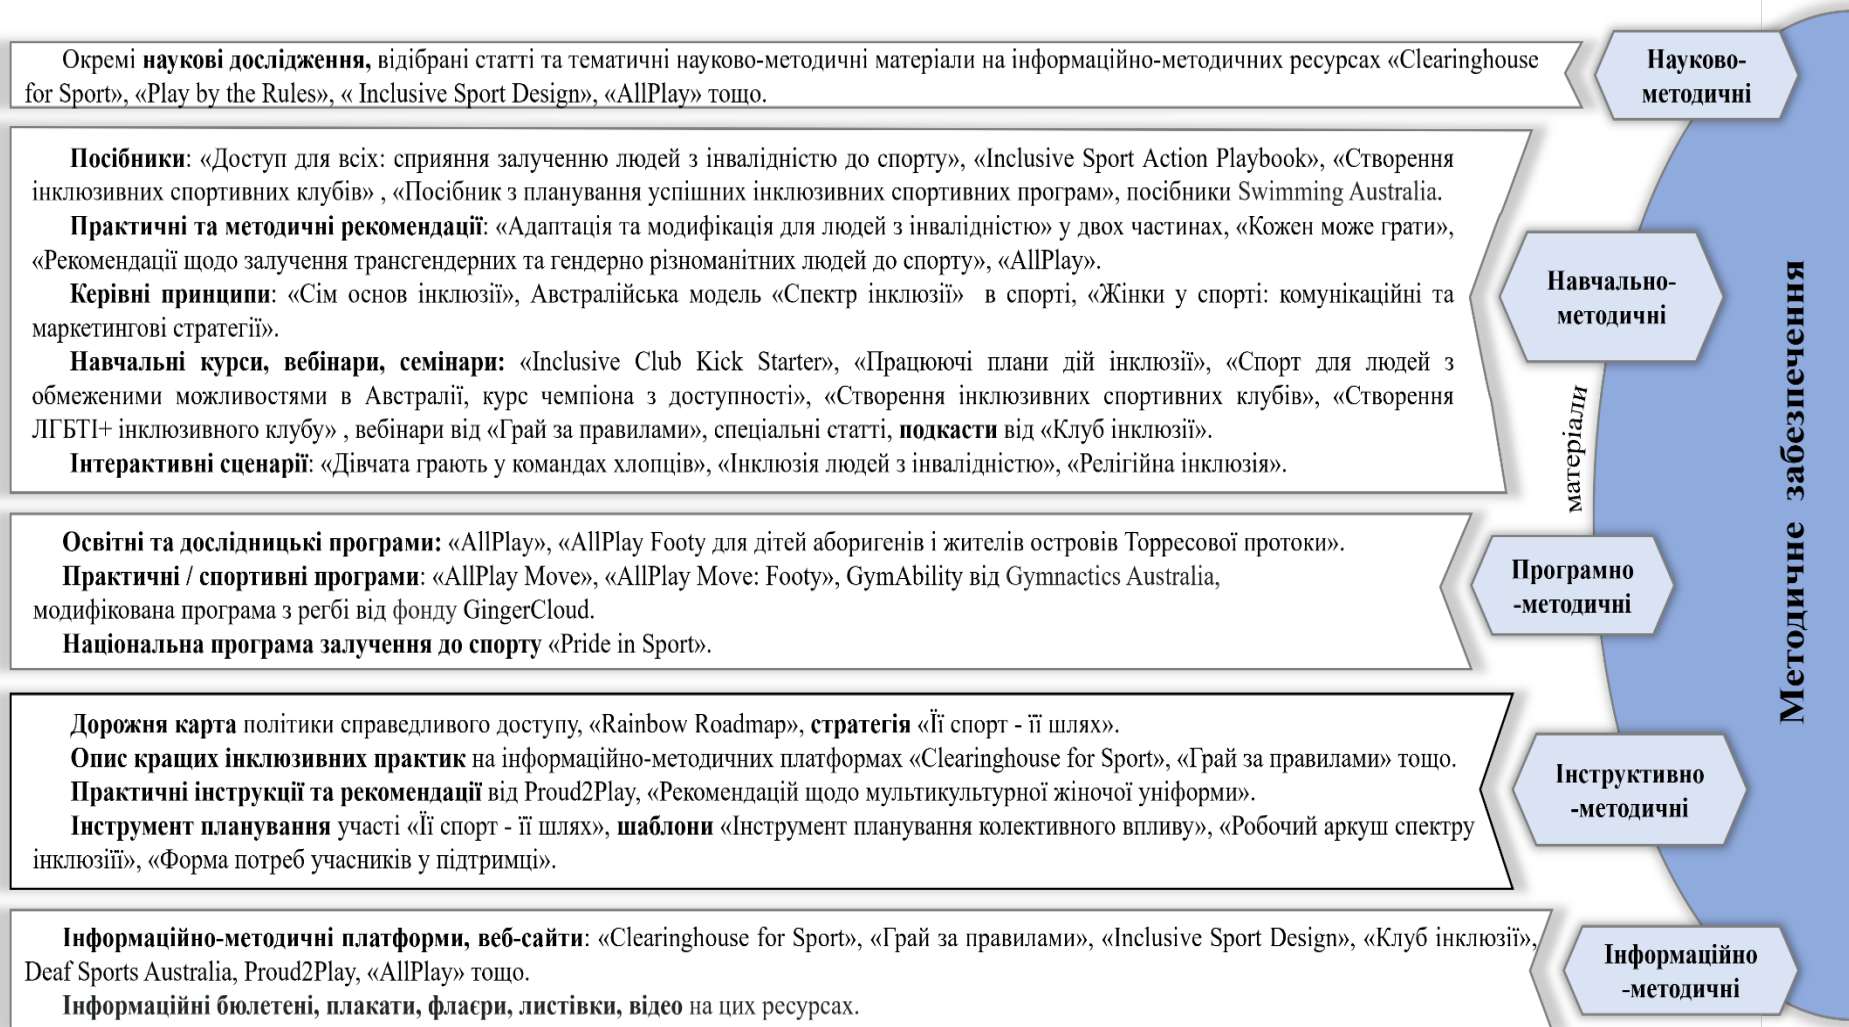 Окремі наукові дослідження, відібрані статті та тематичні науково-методичні матеріали на інформаційно-методичних ресурсах «Clearinghouse
for Sport», «Play by the Rules», « Inclusive Sport Design», «AllPlay» тощо.
Науково-
методичні
Посібники: «Доступ для всіх: сприяння залученню людей з інвалідністю до спорту», «Inclusive Sport Action Playbook», «Створення
інклюзивних спортивних клубів» , «Посібник з планування успішних інклюзивних спортивних програм», посібники Swimming Australia.
Практичні та методичні рекомендації: «Адаптація та модифікація для людей з інвалідністю» у двох частинах, «Кожен може грати»,
«Рекомендації щодо залучення трансгендерних та гендерно різноманітних людей до спорту», «AllPlay».
Керівні принципи: «Сім основ інклюзії», Австралійська модель «Спектр інклюзії» в спорті, «Жінки у спорті: комунікаційні та
маркетингові стратегії».
Навчальні курси, вебінари, семінари: «Inclusive Club Kick Starter», «Працюючі плани дій інклюзії», «Спорт для людей з
обмеженими можливостями в Австралії, курс чемпіона з доступності», «Створення інклюзивних спортивних клубів», «Створення
ЛГБТІ+ інклюзивного клубу» , вебінари від «Грай за правилами», спеціальні статті, подкасти від «Клуб інклюзії».
Інтерактивні сценарії: «Дівчата грають у командах хлопців», «Інклюзія людей з інвалідністю», «Релігійна інклюзія».
Навчально-
методичні
матеріали
Методичне забезпечення
Освітні та дослідницькі програми: «AllPlay», «AllPlay Footy для дітей аборигенів і жителів островів Торресової протоки».
Практичні / спортивні програми: «AllPlay Move», «AllPlay Move: Footy», GymAbility від Gymnactics Australia,
модифікована програма з регбі від фонду GingerCloud.
Національна програма залучення до спорту «Pride in Sport».
Програмно
-методичні
Дорожня карта політики справедливого доступу, «Rainbow Roadmap», стратегія «Її спорт - її шлях».
Опис кращих інклюзивних практик на інформаційно-методичних платформах «Clearinghouse for Sport», «Грай за правилами» тощо.
Практичні інструкції та рекомендації від Proud2Play, «Рекомендацій щодо мультикультурної жіночої уніформи».
Інструмент планування участі «Її спорт - її шлях», шаблони «Інструмент планування колективного впливу», «Робочий аркуш спектру
інклюзіїї», «Форма потреб учасників у підтримці».
Інструктивно
-методичні
Інформаційно-методичні платформи, веб-сайти: «Clearinghouse for Sport», «Грай за правилами», «Inclusive Sport Design», «Клуб інклюзії»,
Deaf Sports Australia, Proud2Play, «AllPlay» тощо.
Інформаційні бюлетені, плакати, флаєри, листівки, відео на цих ресурсах.
Інформаційно
-методичні